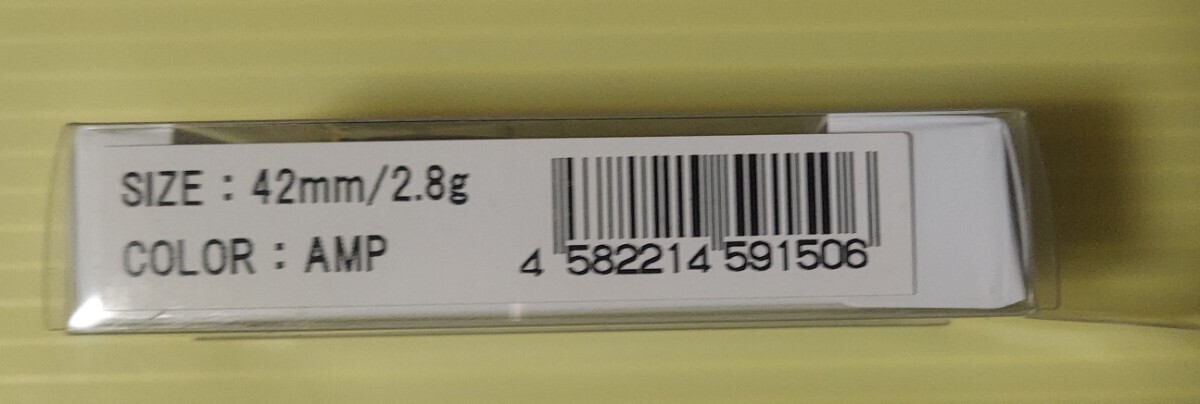 SIZE : 42mm/2.8g
COLOR : AMP
4 582214 591506